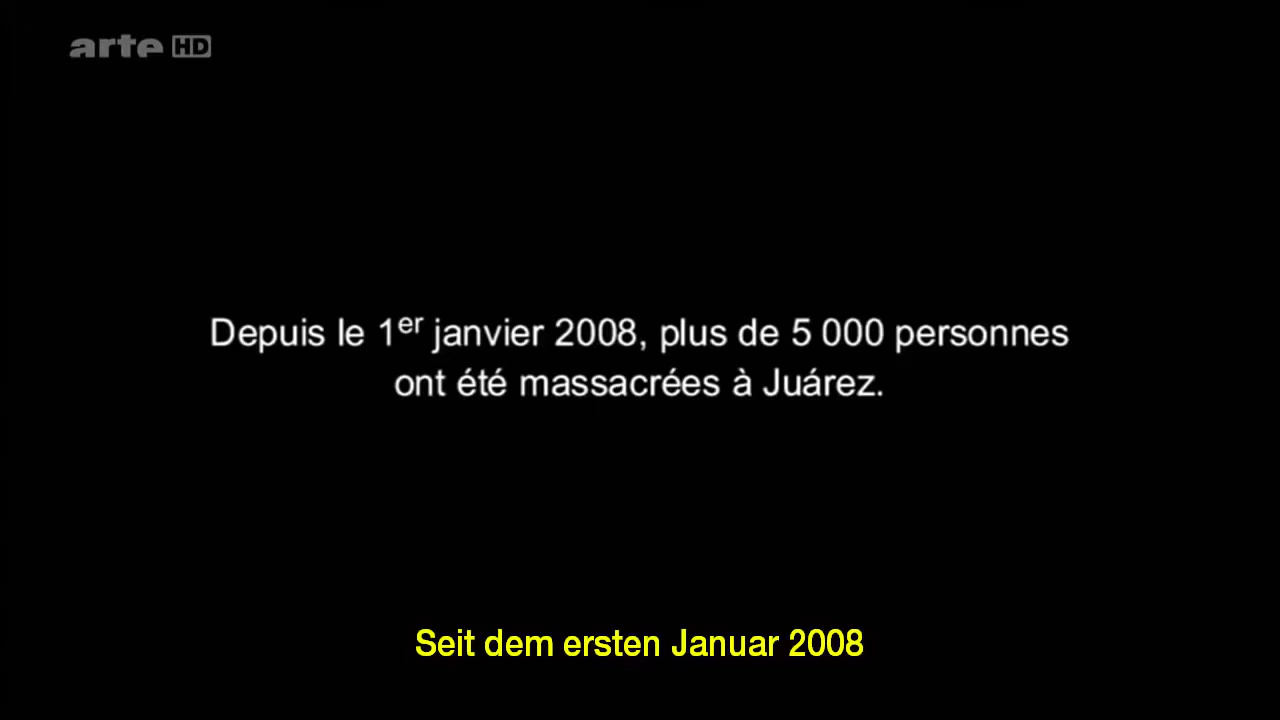 arte HD
Depuis le 1er janvier 2008, plus de 5 000 personnes
ont été massacrées à Juárez.
Seit dem ersten Januar 2008